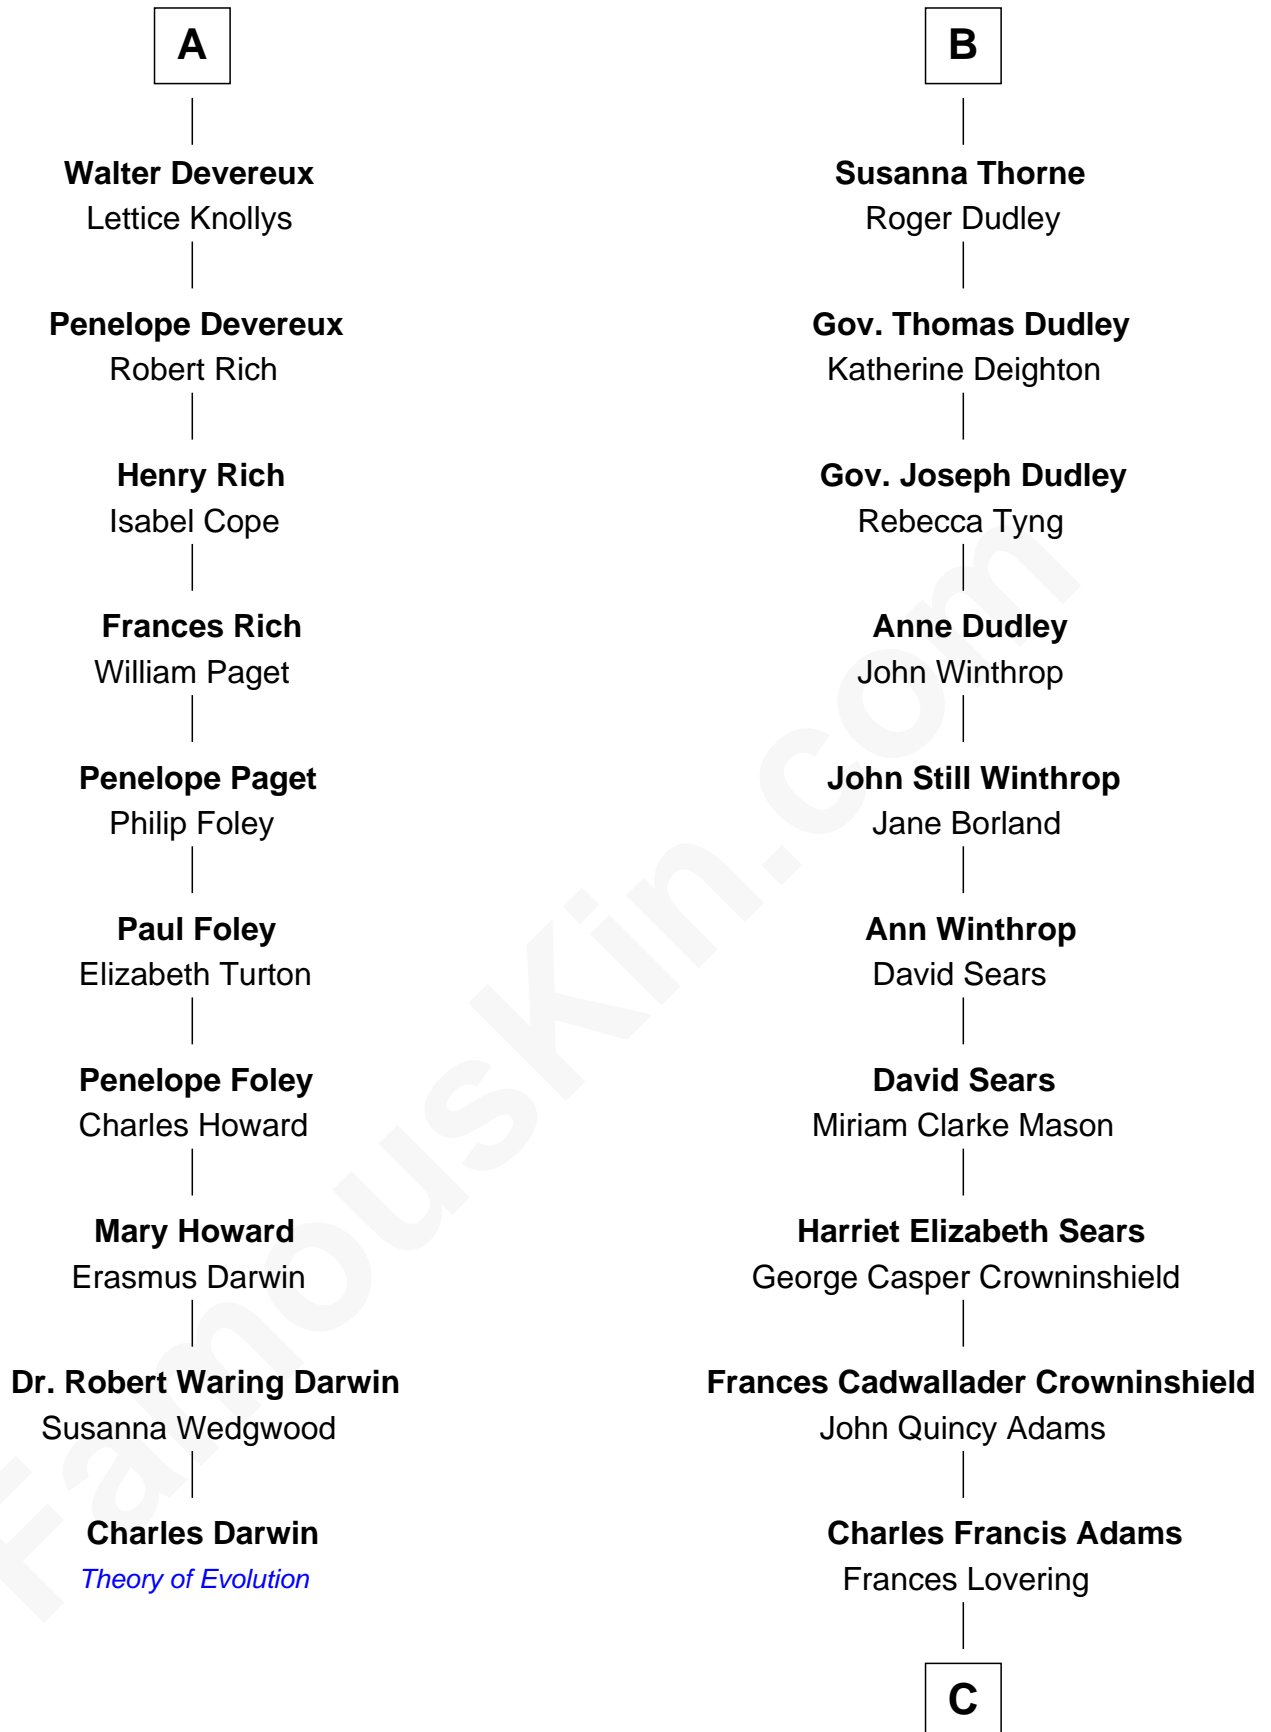 A
Walter Devereux
Lettice Knollys
Penelope Devereux
Robert Rich
Henry Rich
Isabel Cope
Frances Rich
William Paget
Penelope Paget
Philip Foley
Paul Foley
Elizabeth Turton
Penelope Foley
Charles Howard
Mary Howard
Erasmus Darwin
Dr. Robert Waring Darwin
Susanna Wedgwood
Charles Darwin
Theory of Evolution
B
Susanna Thorne
Roger Dudley
Gov. Thomas Dudley
Katherine Deighton
Gov. Joseph Dudley
Rebecca Tyng
Anne Dudley
John Winthrop
John Still Winthrop
Jane Borland
Ann Winthrop
David Sears
David Sears
Miriam Clarke Mason
Harriet Elizabeth Sears
George Casper Crowninshield
Frances Cadwallader Crowninshield
John Quincy Adams
Charles Francis Adams
Frances Lovering
C
FamousKin.com